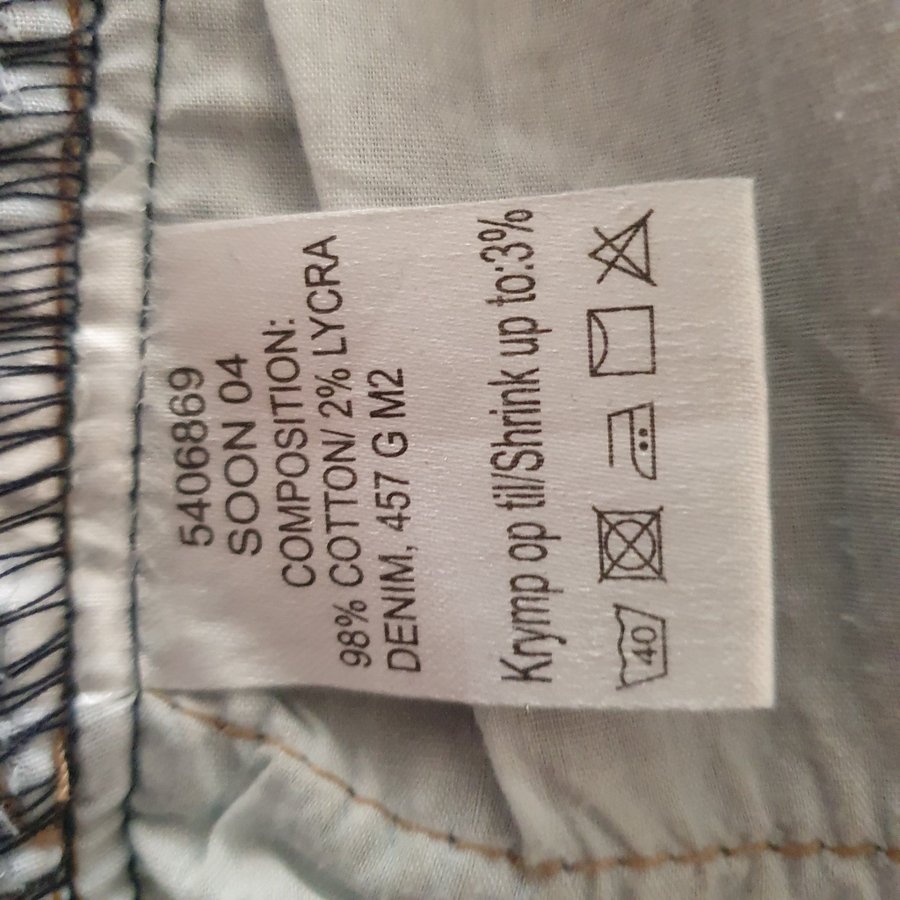 5406869
SOON 04
COMPOSITION:
98% COTTON/ 2% LYCRA
DENIM, 457 G M2
Krymp op til/Shrink up to:3%
40